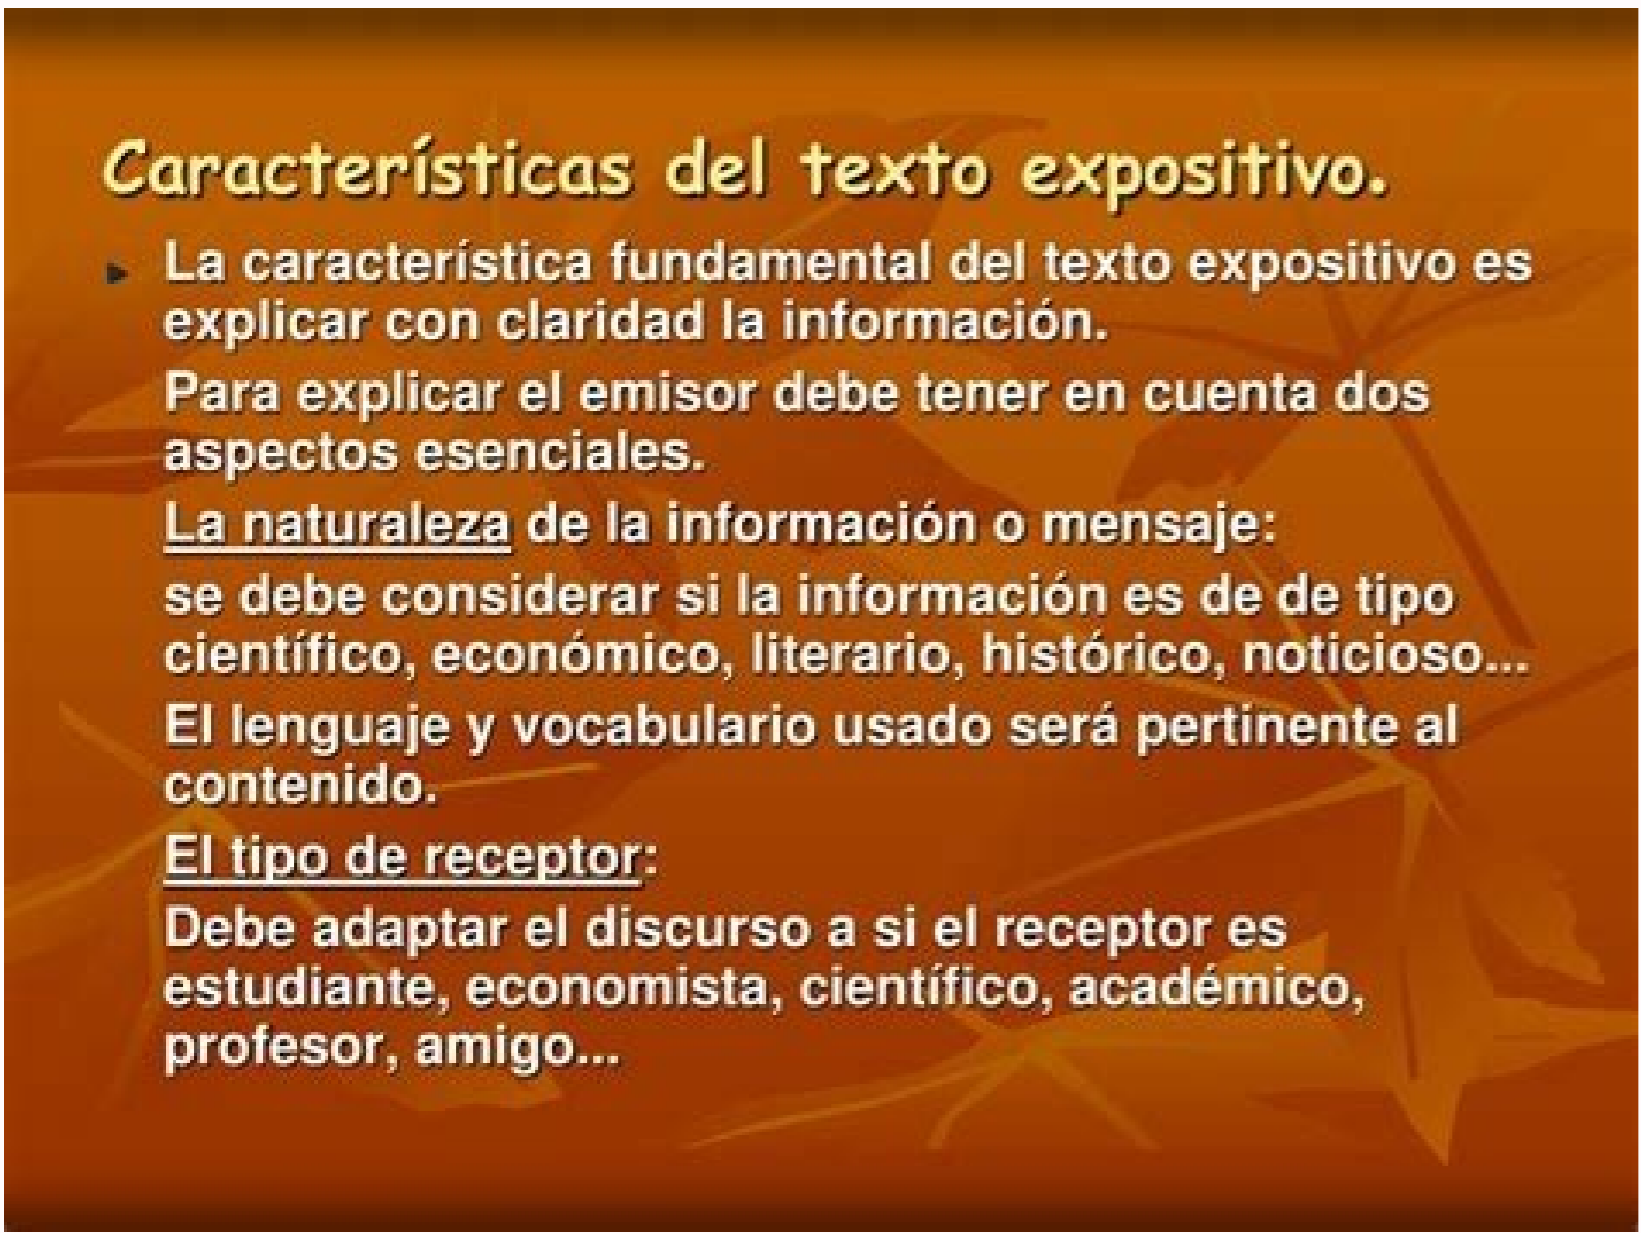 Características del texto expositivo.
La característica fundamental del texto expositivo es
explicar con claridad la información.
Para explicar el emisor debe tener en cuenta dos
aspectos esenciales.
La naturaleza de la información o mensaje:
se debe considerar si la información es de de tipo
científico, económico, literario, histórico, noticioso...
El lenguaje y vocabulario usado será pertinente al
contenido.
El tipo de receptor:
Debe adaptar el discurso a si el receptor es
estudiante, economista, científico, académico,
profesor, amigo...